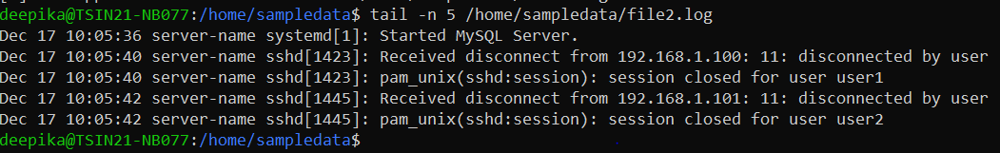 deepika@TSIN21-NB077:/home/sampledata$ tail -n 5 /home/sampledata/file2.log
Dec 17 10:05:36 server-name systemd[1]: Started MySQL Server.
Dec 17 10:05:40 server-name sshd[1423]: Received disconnect from 192.168.1.100: 11: disconnected by user
Dec 17 10:05:40 server-name sshd[1423]: pam_unix(sshd:session): session closed for user user1
Dec 17 10:05:42 server-name sshd[1445]: Received disconnect from 192.168.1.101: 11: disconnected by user
Dec 17 10:05:42 server-name sshd[1445]: pam_unix(sshd:session): session closed for user user2
deepika@TSIN21-NB077:/home/sampledata$